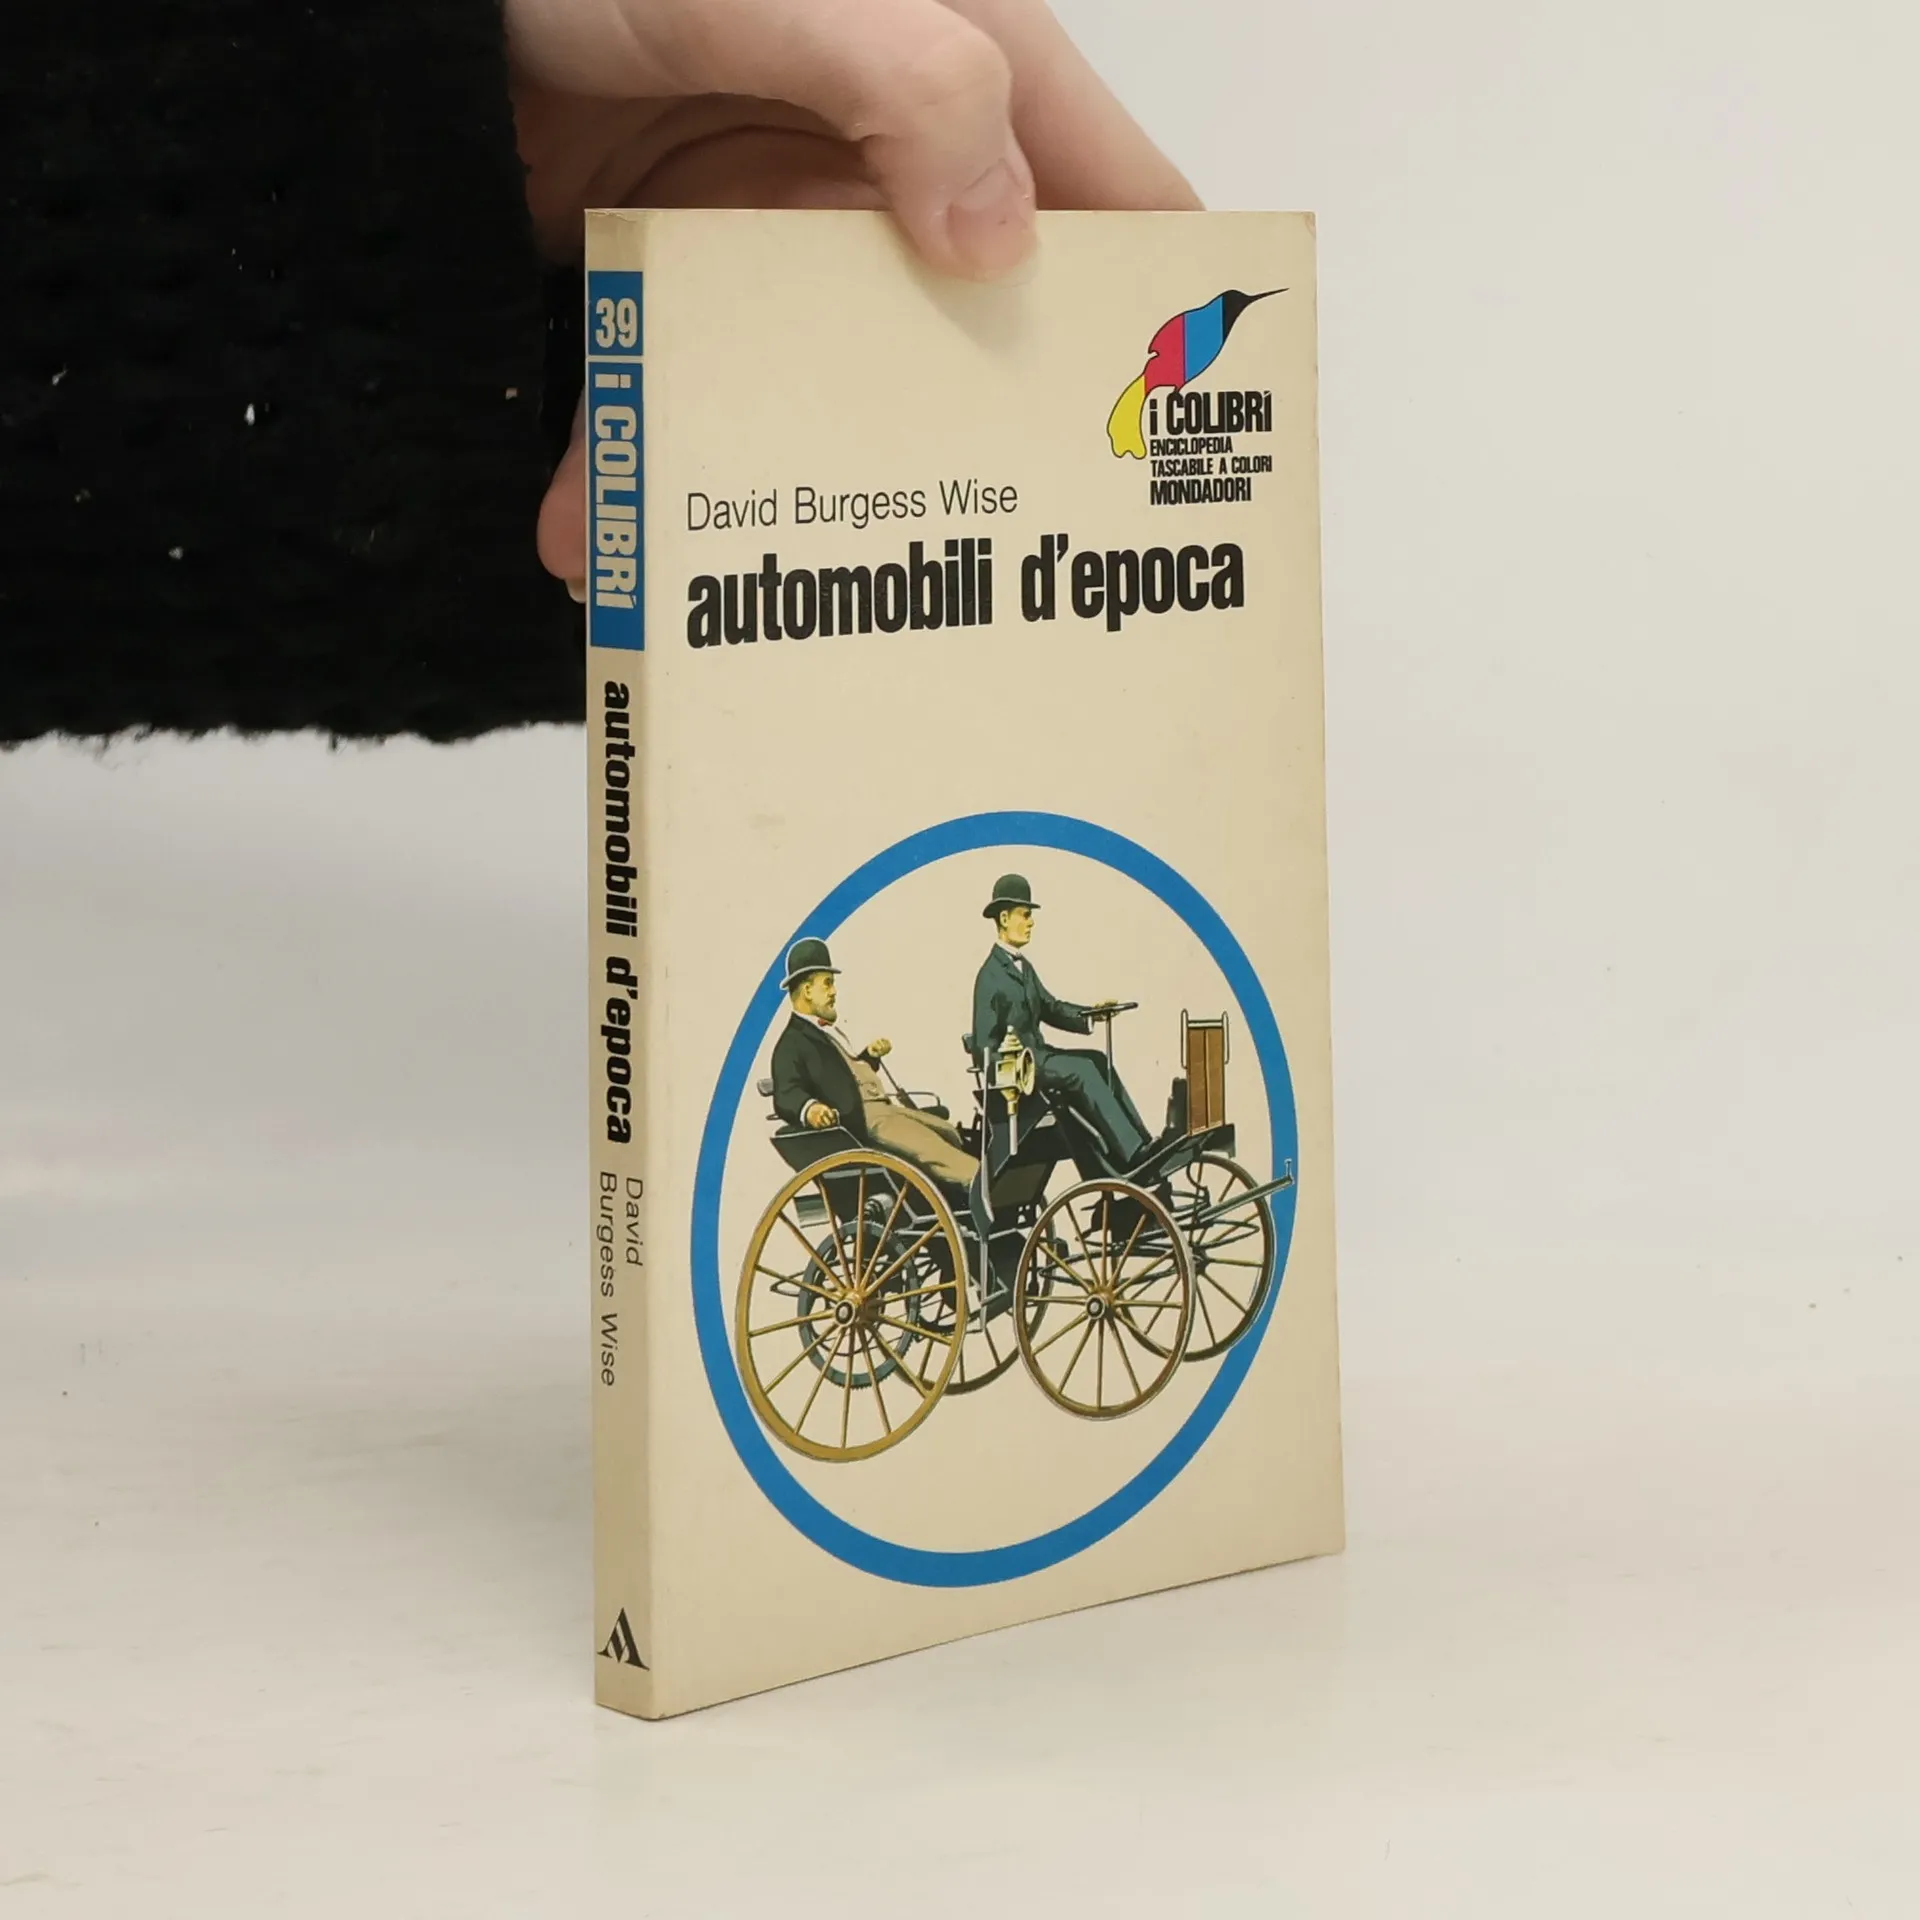 39
i COLIBRÌ
automobili d'epoca
David
Burgess Wise
i COLIBRÌ
ENCICLOPEDIA
TASCABILE A COLORI
MONDADORI
David Burgess Wise
automobili d'epoca